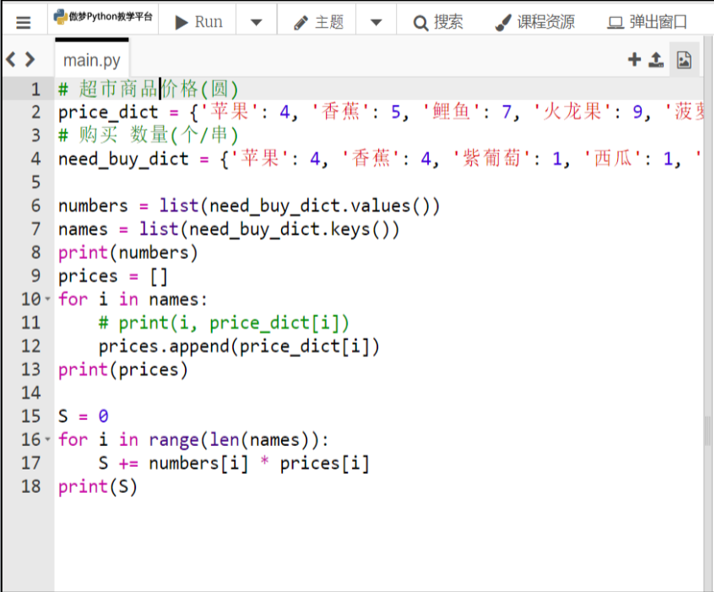 傲梦Python教学平台 Run 主题 搜索 课程资源 弹出窗口
main.py
1 # 超市商品价格(圆)
2 price_dict = {'苹果': 4, '香蕉': 5, '鲤鱼': 7, '火龙果': 9, '菠萝
3 # 购买 数量(个/串)
4 need_buy_dict = {'苹果': 4, '香蕉': 4, '紫葡萄': 1, '西瓜': 1, '
5
6 numbers = list(need_buy_dict.values())
7 names = list(need_buy_dict.keys())
8 print(numbers)
9 prices = []
10 for i in names:
11     # print(i, price_dict[i])
12     prices.append(price_dict[i])
13 print(prices)
14
15 S = 0
16 for i in range(len(names)):
17     S += numbers[i] * prices[i]
18 print(S)